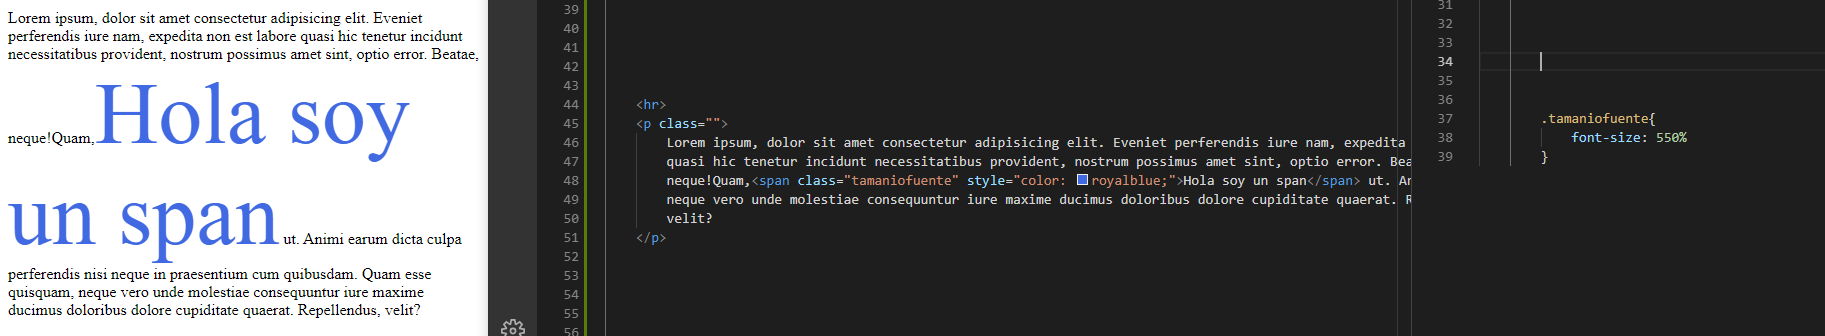 Lorem ipsum, dolor sit amet consectetur adipisicing elit. Eveniet
perferendis iure nam, expedita non est labore quasi hic tenetur incidunt
necessitatibus provident, nostrum possimus amet sint, optio error. Beatae,
neque!Quam,Hola soy
un span ut. Animi earum dicta culpa
perferendis nisi neque in praesentium cum quibusdam. Quam esse
quisquam, neque vero unde molestiae consequuntur iure maxime
ducimus doloribus dolore cupiditate quaerat. Repellendus, velit?
39
40
41
42
43
44 <hr>
45 <p class="">
46 Lorem ipsum, dolor sit amet consectetur adipisicing elit. Eveniet perferendis iure nam, expedita
47 quasi hic tenetur incidunt necessitatibus provident, nostrum possimus amet sint, optio error. Bea
48 neque!Quam,<span class="tamaniofuente" style="color: royalblue;">Hola soy un span</span> ut. An
49 neque vero unde molestiae consequuntur iure maxime ducimus doloribus dolore cupiditate quaerat. R
50 velit?
51 </p>
52
53
54
55
56
31
32
33
34
35
36
37 .tamaniofuente{
38 font-size: 550%
39 }